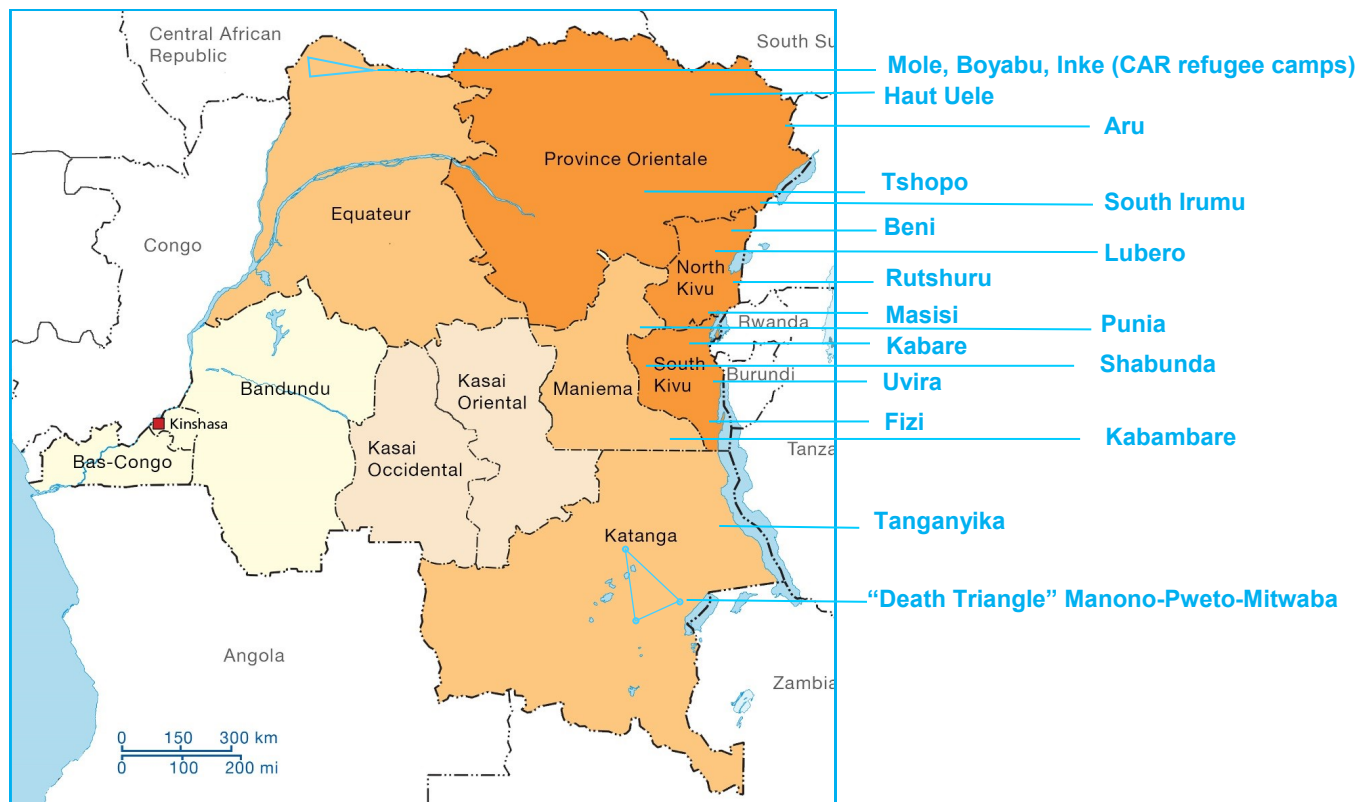 Central African
Republic
South Su
Mole, Boyabu, Inke (CAR refugee camps)
Haut Uele
Aru
Province Orientale
Tshopo
South Irumu
Equateur
Beni
Congo
Lubero
North
Kivu
Rutshuru
Masisi
Rwanda
Punia
Kabare
South
Kivu
Shabunda
Burundi
Uvira
Bandundu
Kasai
Oriental
Maniema
Kinshasa
Fizi
Kabambare
Bas-Congo
Kasai
Occidental
Tanza
Tanganyika
Katanga
“Death Triangle” Manono-Pweto-Mitwaba
Angola
Zambia
0 150 300 km
0 100 200 mi